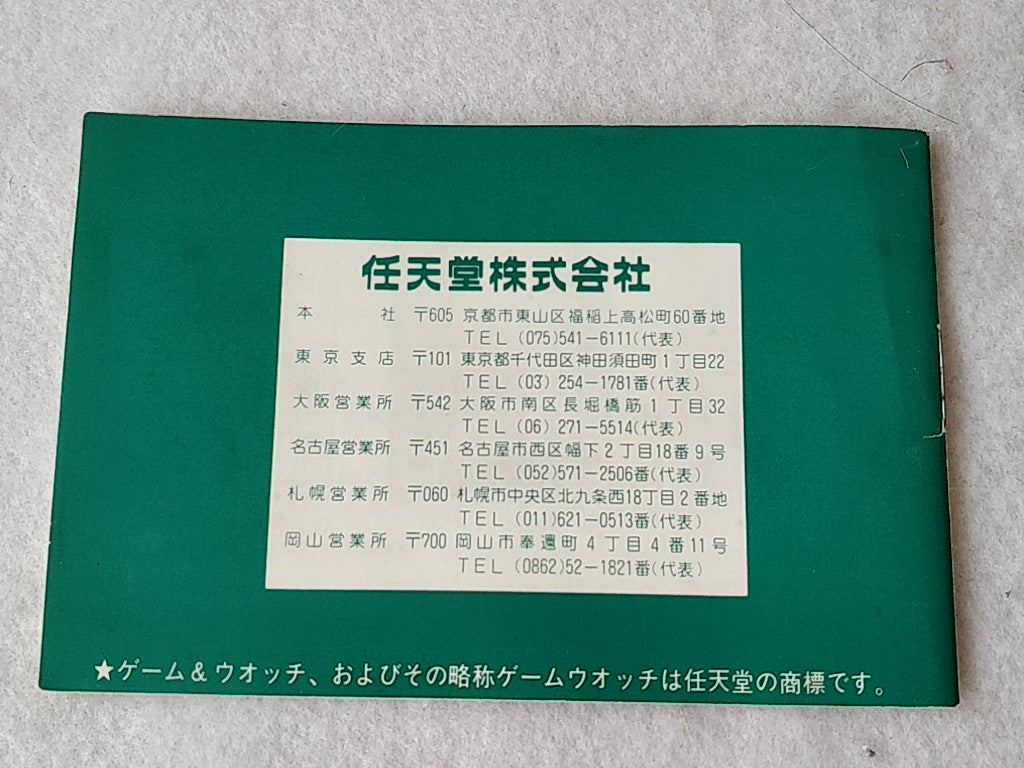 任天堂株式会社
本社 〒605 京都市東山区福稲上高松町60番地
TEL (075)541-6111(代表)
東京支店 〒101 東京都千代田区神田須田町1丁目22
TEL (03) 254-1781番(代表)
大阪営業所 〒542 大阪市南区長堀橋筋1丁目32
TEL (06) 271-5514(代表)
名古屋営業所 〒451 名古屋市西区幅下2丁目18番9号
TEL (052)571-2506番(代表)
札幌営業所 〒060 札幌市中央区北九条西18丁目2番地
TEL (011)621-0513番(代表)
岡山営業所 〒700 岡山市奉還町4丁目4番11号
TEL (0862)52-1821番(代表)
★ゲーム&ウオッチ、およびその略称ゲームウオッチは任天堂の商標です。